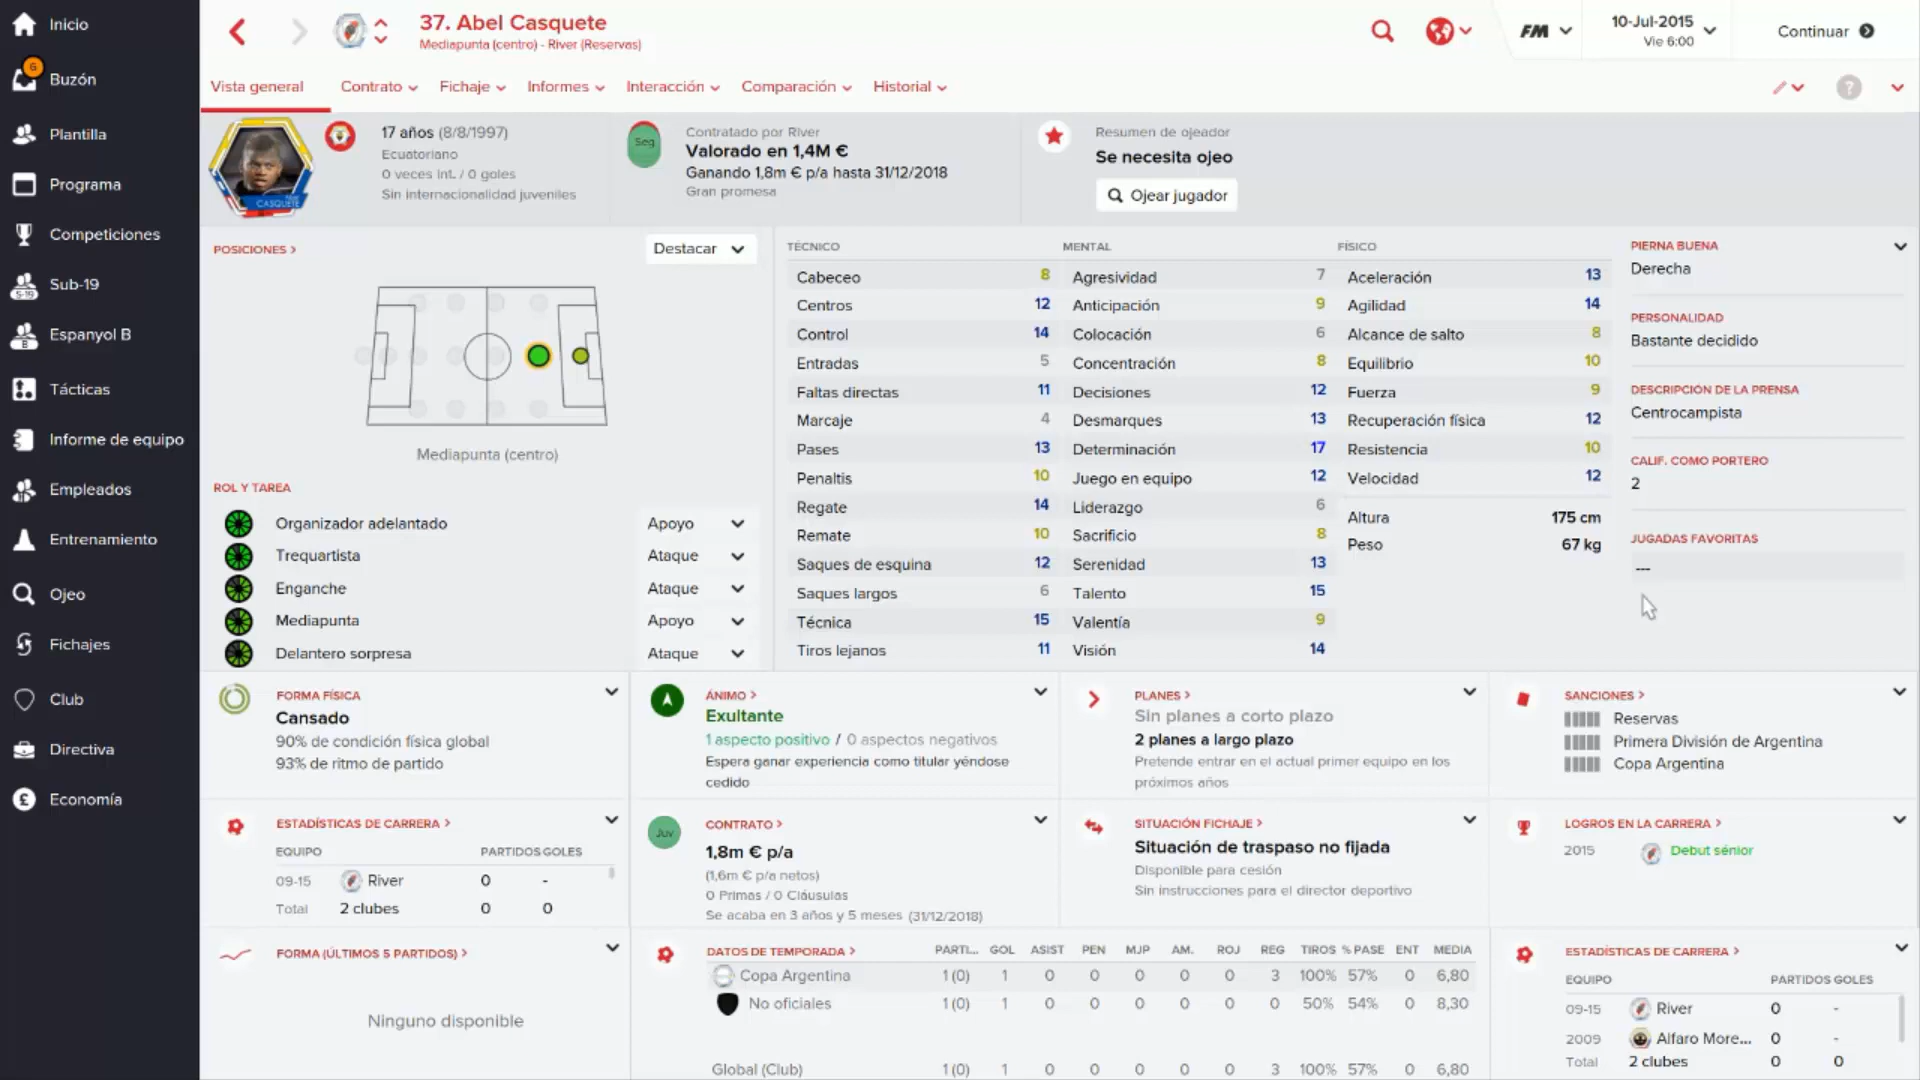 Inicio
6
Buzón
Plantilla
Programa
Competiciones
Sub-19
Espanyol B
Tácticas
Informe de equipo
Empleados
Entrenamiento
Ojeo
Fichajes
Club
Directiva
Economía
37. Abel Casquete
Mediapunta (centro) - River (Reservas)
FM
10-Jul-2015
Vie 6:00
Continuar
Vista general
Contrato
Fichaje
Informes
Interacción
Comparación
Historial
?
CASQUETE
17 años (8/8/1997)
Ecuatoriano
0 veces int. / 0 goles
Sin internacionalidad juveniles
Seg
Contratado por River
Valorado en 1,4M €
Ganando 1,8m € p/a hasta 31/12/2018
Gran promesa
Resumen de ojeador
Se necesita ojeo
Ojear jugador
POSICIONES >
Destacar
Mediapunta (centro)
ROL Y TAREA
Organizador adelantado Apoyo
Trequartista Ataque
Enganche Ataque
Mediapunta Apoyo
Delantero sorpresa Ataque
TÉCNICO
Cabeceo 8
Centros 12
Control 14
Entradas 5
Faltas directas 11
Marcaje 4
Pases 13
Penaltis 10
Regate 14
Remate 10
Saques de esquina 12
Saques largos 6
Técnica 15
Tiros lejanos 11
MENTAL
Agresividad 7
Anticipación 9
Colocación 6
Concentración 8
Decisiones 12
Desmarques 13
Determinación 17
Juego en equipo 12
Liderazgo 6
Sacrificio 8
Serenidad 13
Talento 15
Valentía 9
Visión 14
FÍSICO
Aceleración 13
Agilidad 14
Alcance de salto 8
Equilibrio 10
Fuerza 9
Recuperación física 12
Resistencia 10
Velocidad 12
Altura 175 cm
Peso 67 kg
PIERNA BUENA
Derecha
PERSONALIDAD
Bastante decidido
DESCRIPCIÓN DE LA PRENSA
Centrocampista
CALIF. COMO PORTERO
2
JUGADAS FAVORITAS
---
FORMA FÍSICA
Cansado
90% de condición física global
93% de ritmo de partido
ÁNIMO >
Exultante
1 aspecto positivo / 0 aspectos negativos
Espera ganar experiencia como titular yéndose
cedido
PLANES >
Sin planes a corto plazo
2 planes a largo plazo
Pretende entrar en el actual primer equipo en los
próximos años
SANCIONES >
Reservas
Primera División de Argentina
Copa Argentina
ESTADÍSTICAS DE CARRERA >
EQUIPO PARTIDOS GOLES
09-15 River 0 -
Total 2 clubes 0 0
Juv
CONTRATO >
1,8m € p/a
(1,6m € p/a netos)
0 Primas / 0 Cláusulas
Se acaba en 3 años y 5 meses (31/12/2018)
SITUACIÓN FICHAJE >
Situación de traspaso no fijada
Disponible para cesión
Sin instrucciones para el director deportivo
LOGROS EN LA CARRERA >
2015 Debut sénior
FORMA (ÚLTIMOS 5 PARTIDOS) >
Ninguno disponible
DATOS DE TEMPORADA > PARTI... GOL ASIST PEN MJP AM. ROJ REG TIROS % PASE ENT MEDIA
Copa Argentina 1 (0) 1 0 0 0 0 0 3 100% 57% 0 6,80
No oficiales 1 (0) 1 0 0 0 0 0 0 50% 54% 0 8,30
Global (Club) 1 (0) 1 0 0 0 0 0 3 100% 57% 0 6,80
ESTADÍSTICAS DE CARRERA >
EQUIPO PARTIDOS GOLES
09-15 River 0 -
2009 Alfaro More... 0 -
Total 2 clubes 0 0